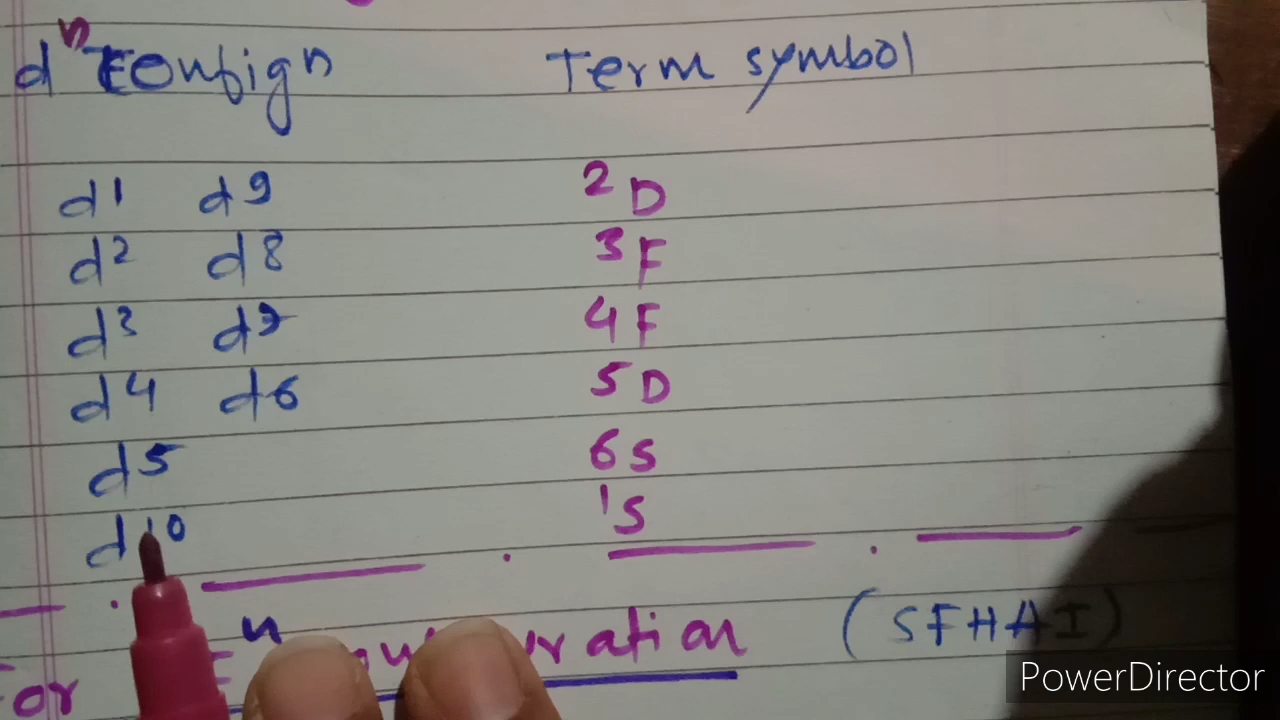 d^n Confign Term symbol
d1 d9 2D
d2 d8 3F
d3 d7 4F
d4 d6 5D
d5 6S
d10 1S
n (SFHAI)
PowerDirector